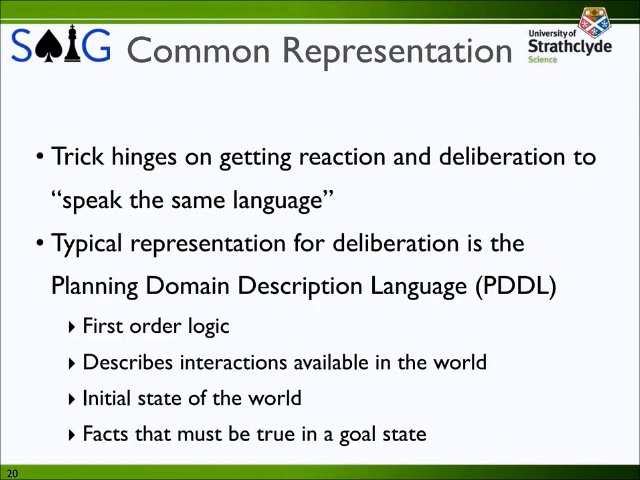 S♠♝G Common Representation
University of
Strathclyde
Science
• Trick hinges on getting reaction and deliberation to
“speak the same language”
• Typical representation for deliberation is the
Planning Domain Description Language (PDDL)
‣ First order logic
‣ Describes interactions available in the world
‣ Initial state of the world
‣ Facts that must be true in a goal state
20